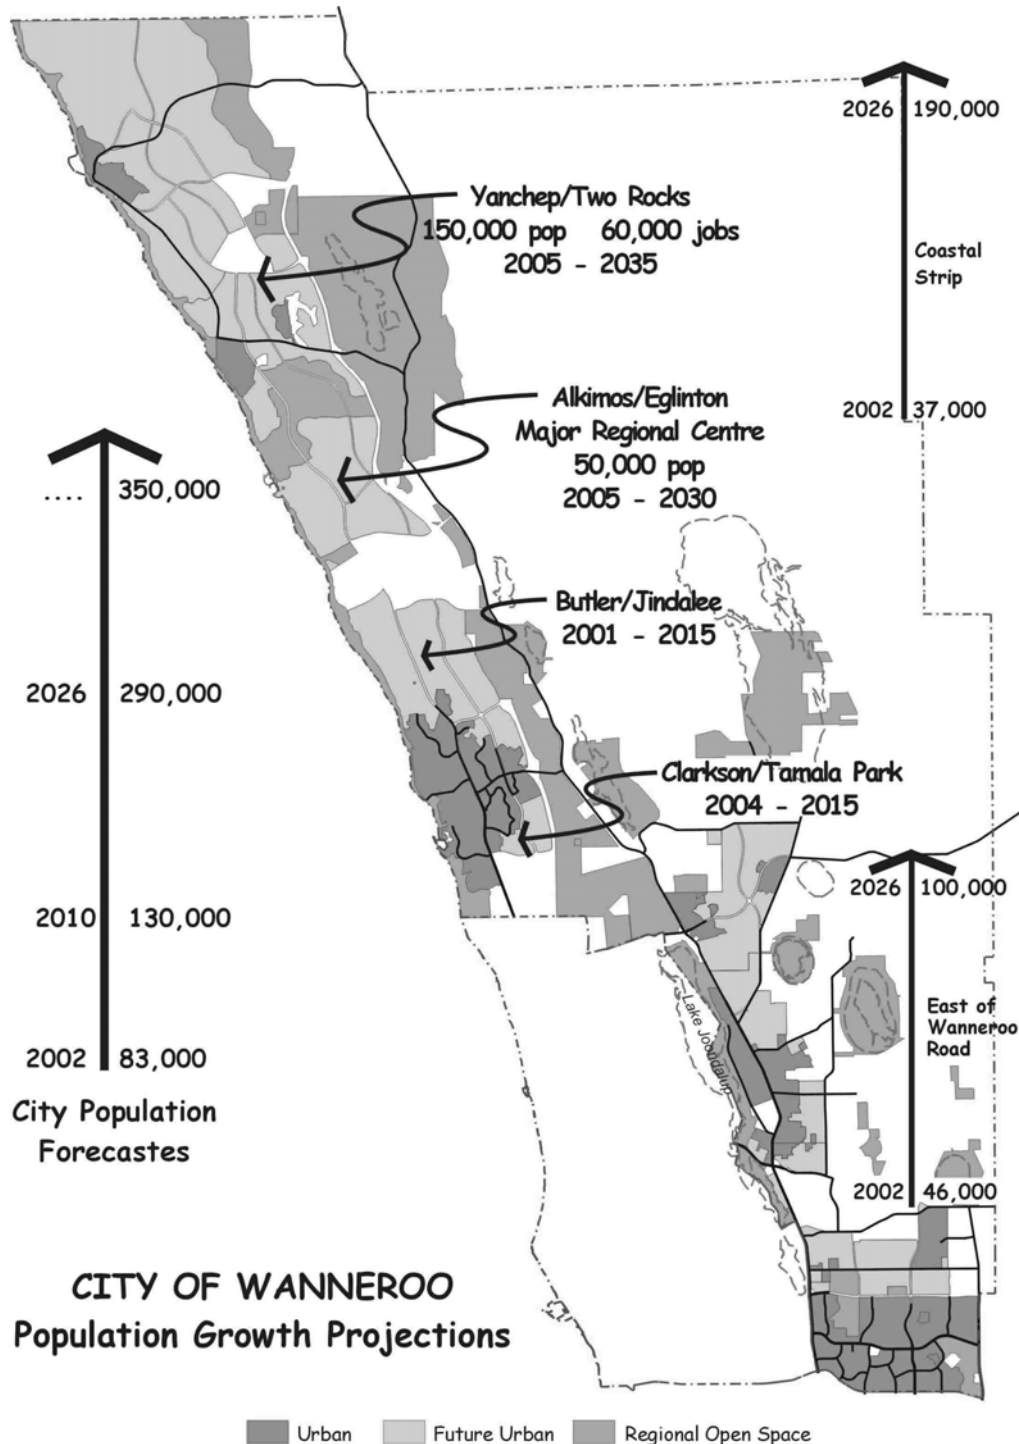 2026 190,000
Yanchep/Two Rocks
150,000 pop 60,000 jobs
2005 - 2035
Coastal
Strip
Alkimos/Eglinton
Major Regional Centre
50,000 pop
2005 - 2030
2002 37,000
.... 350,000
Butler/Jindalee
2001 - 2015
2026 290,000
Clarkson/Tamala Park
2004 - 2015
2026 100,000
2010 130,000
East of
Wanneroo
Road
Lake Joondalup
2002 83,000
City Population
Forecastes
2002 46,000
CITY OF WANNEROO
Population Growth Projections
Urban Future Urban Regional Open Space